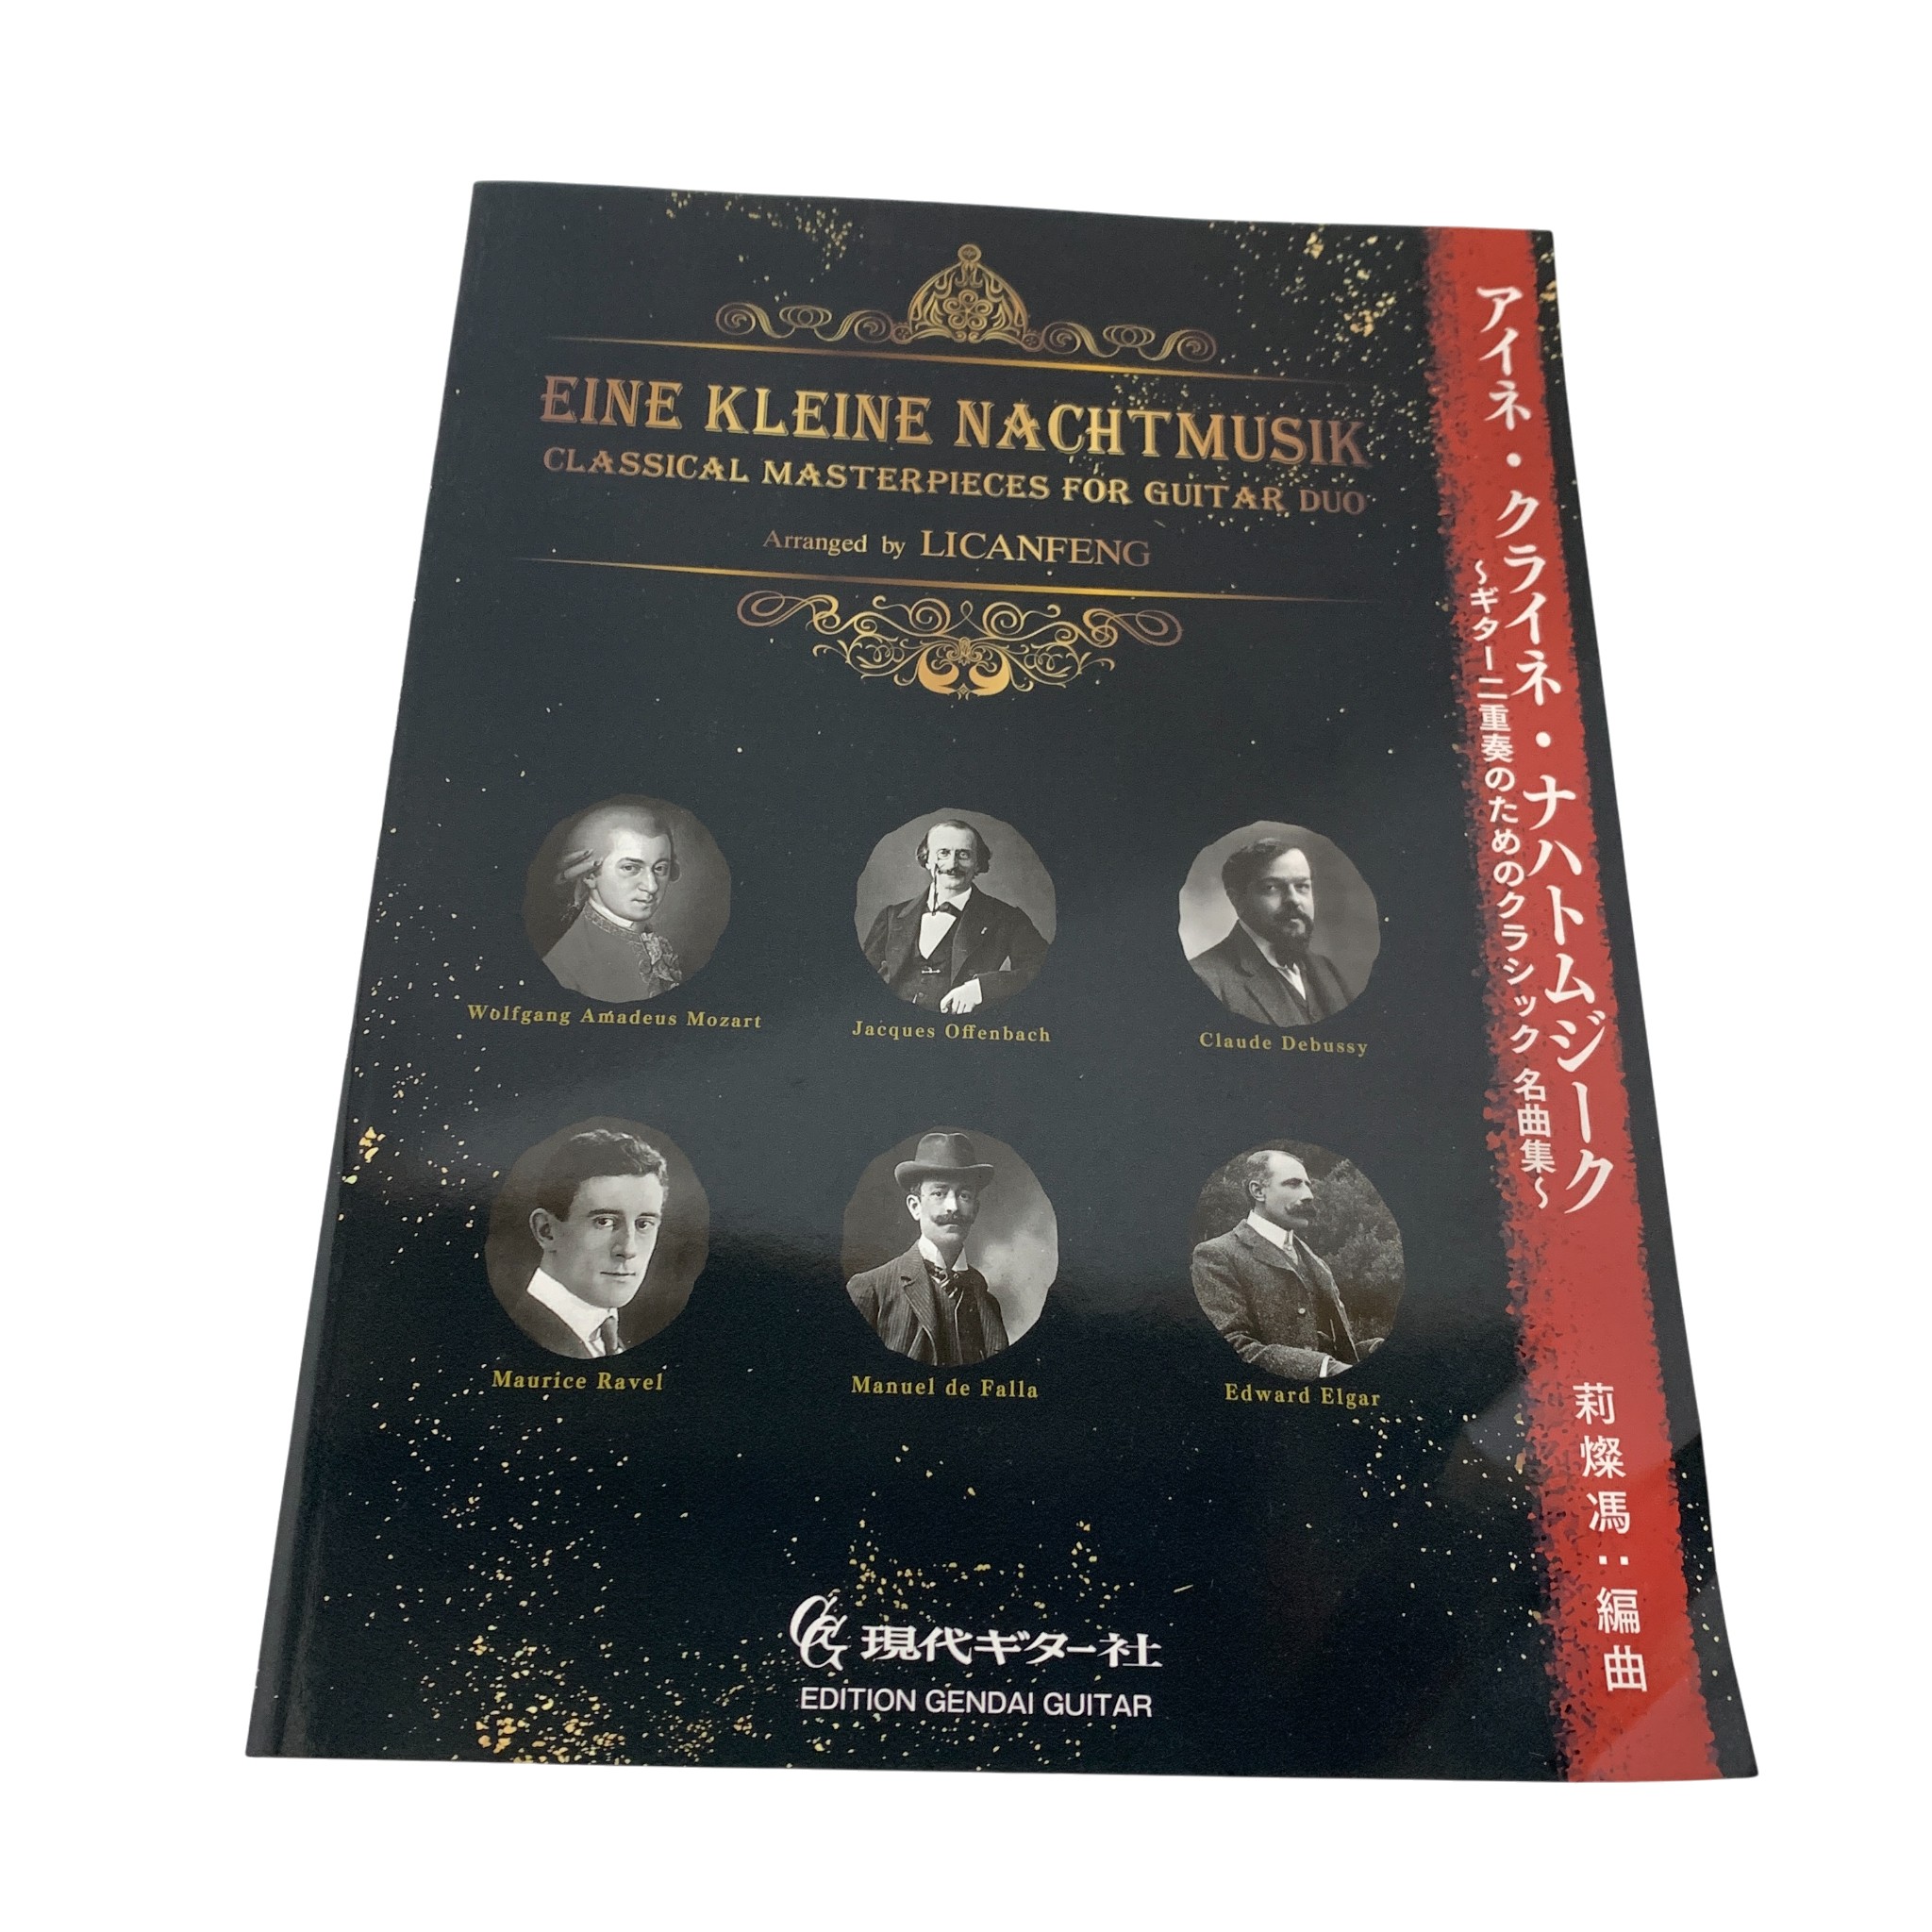 EINE KLEINE NACHTMUSIK
CLASSICAL MASTERPIECES FOR GUITAR DUO
Arranged by LICANFENG
Wolfgang Amadeus Mozart
Jacques Offenbach
Claude Debussy
Maurice Ravel
Manuel de Falla
Edward Elgar
GG 現代ギター社
EDITION GENDAI GUITAR
アイネ・クライネ・ナハトムジーク
～ギター二重奏のためのクラシック名曲集～
莉燦馮:編曲